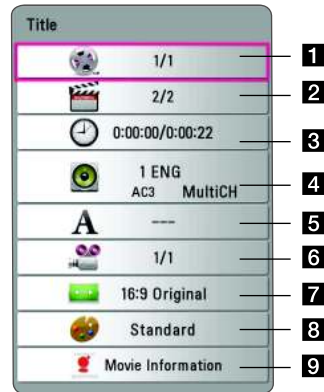 Title
1/1 1
2/2 2
0:00:00/0:00:22 3
1 ENG
AC3 MultiCH 4
A --- 5
1/1 6
16:9 Original 7
Standard 8
Movie Information 9